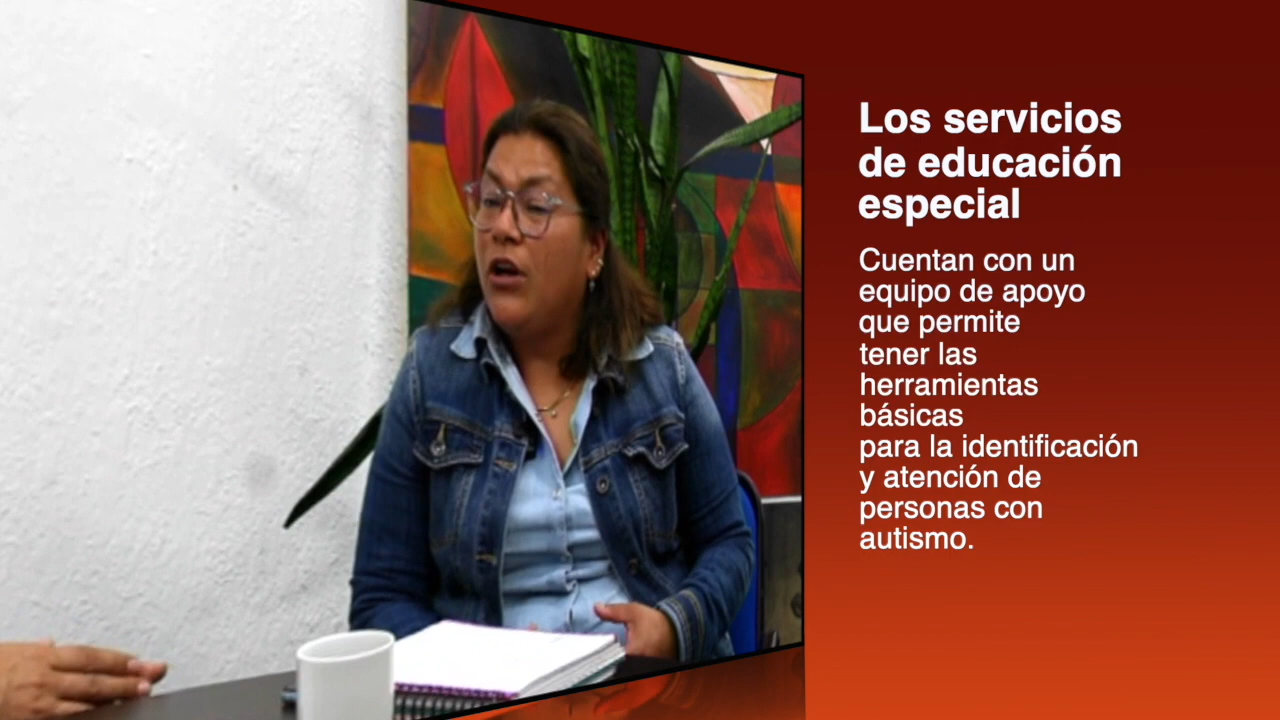 Los servicios
de educación
especial
Cuentan con un
equipo de apoyo
que permite
tener las
herramientas
básicas
para la identificación
y atención de
personas con
autismo.